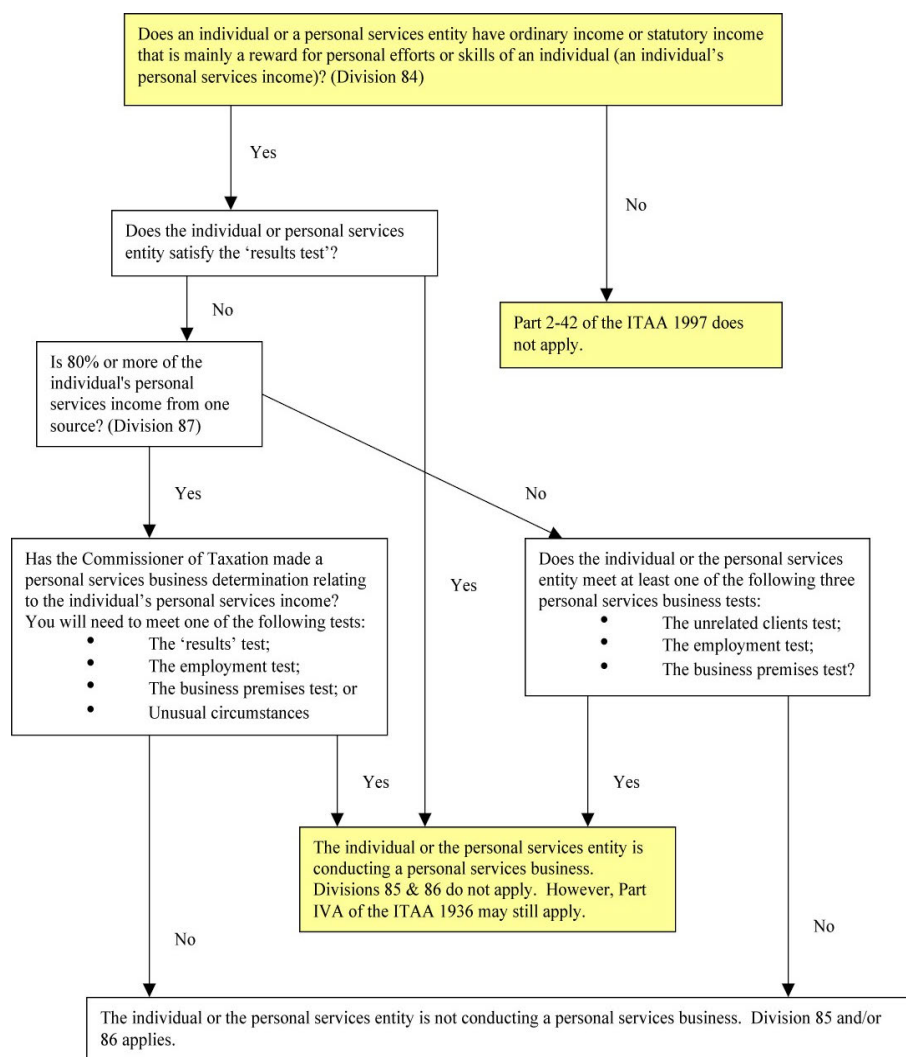 Does an individual or a personal services entity have ordinary income or statutory income
that is mainly a reward for personal efforts or skills of an individual (an individual’s
personal services income)? (Division 84)
Yes
No
Does the individual or personal services
entity satisfy the ‘results test’?
No
Part 2-42 of the ITAA 1997 does
not apply.
Is 80% or more of the
individual's personal
services income from one
source? (Division 87)
Yes
No
Has the Commissioner of Taxation made a
personal services business determination relating
to the individual’s personal services income?
You will need to meet one of the following tests:
• The ‘results’ test;
• The employment test;
• The business premises test; or
• Unusual circumstances
Yes
Does the individual or the personal services
entity meet at least one of the following three
personal services business tests:
• The unrelated clients test;
• The employment test;
• The business premises test?
Yes
Yes
The individual or the personal services entity is
conducting a personal services business.
Divisions 85 & 86 do not apply. However, Part
IVA of the ITAA 1936 may still apply.
No
No
The individual or the personal services entity is not conducting a personal services business. Division 85 and/or
86 applies.